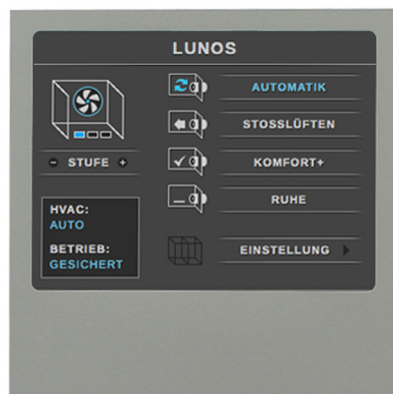 LUNOS
AUTOMATIK
STOSSLÜFTEN
- STUFE +
KOMFORT+
RUHE
HVAC:
AUTO
BETRIEB:
GESICHERT
EINSTELLUNG